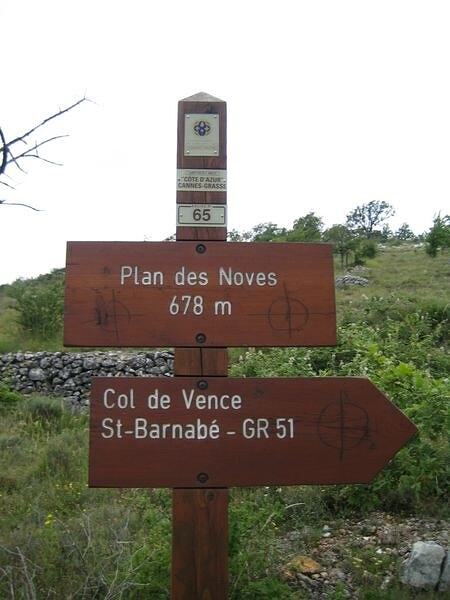 "CÔTE D'AZUR"
CANNES-GRASSE
65
Plan des Noves
678 m
Col de Vence
St-Barnabé - GR 51